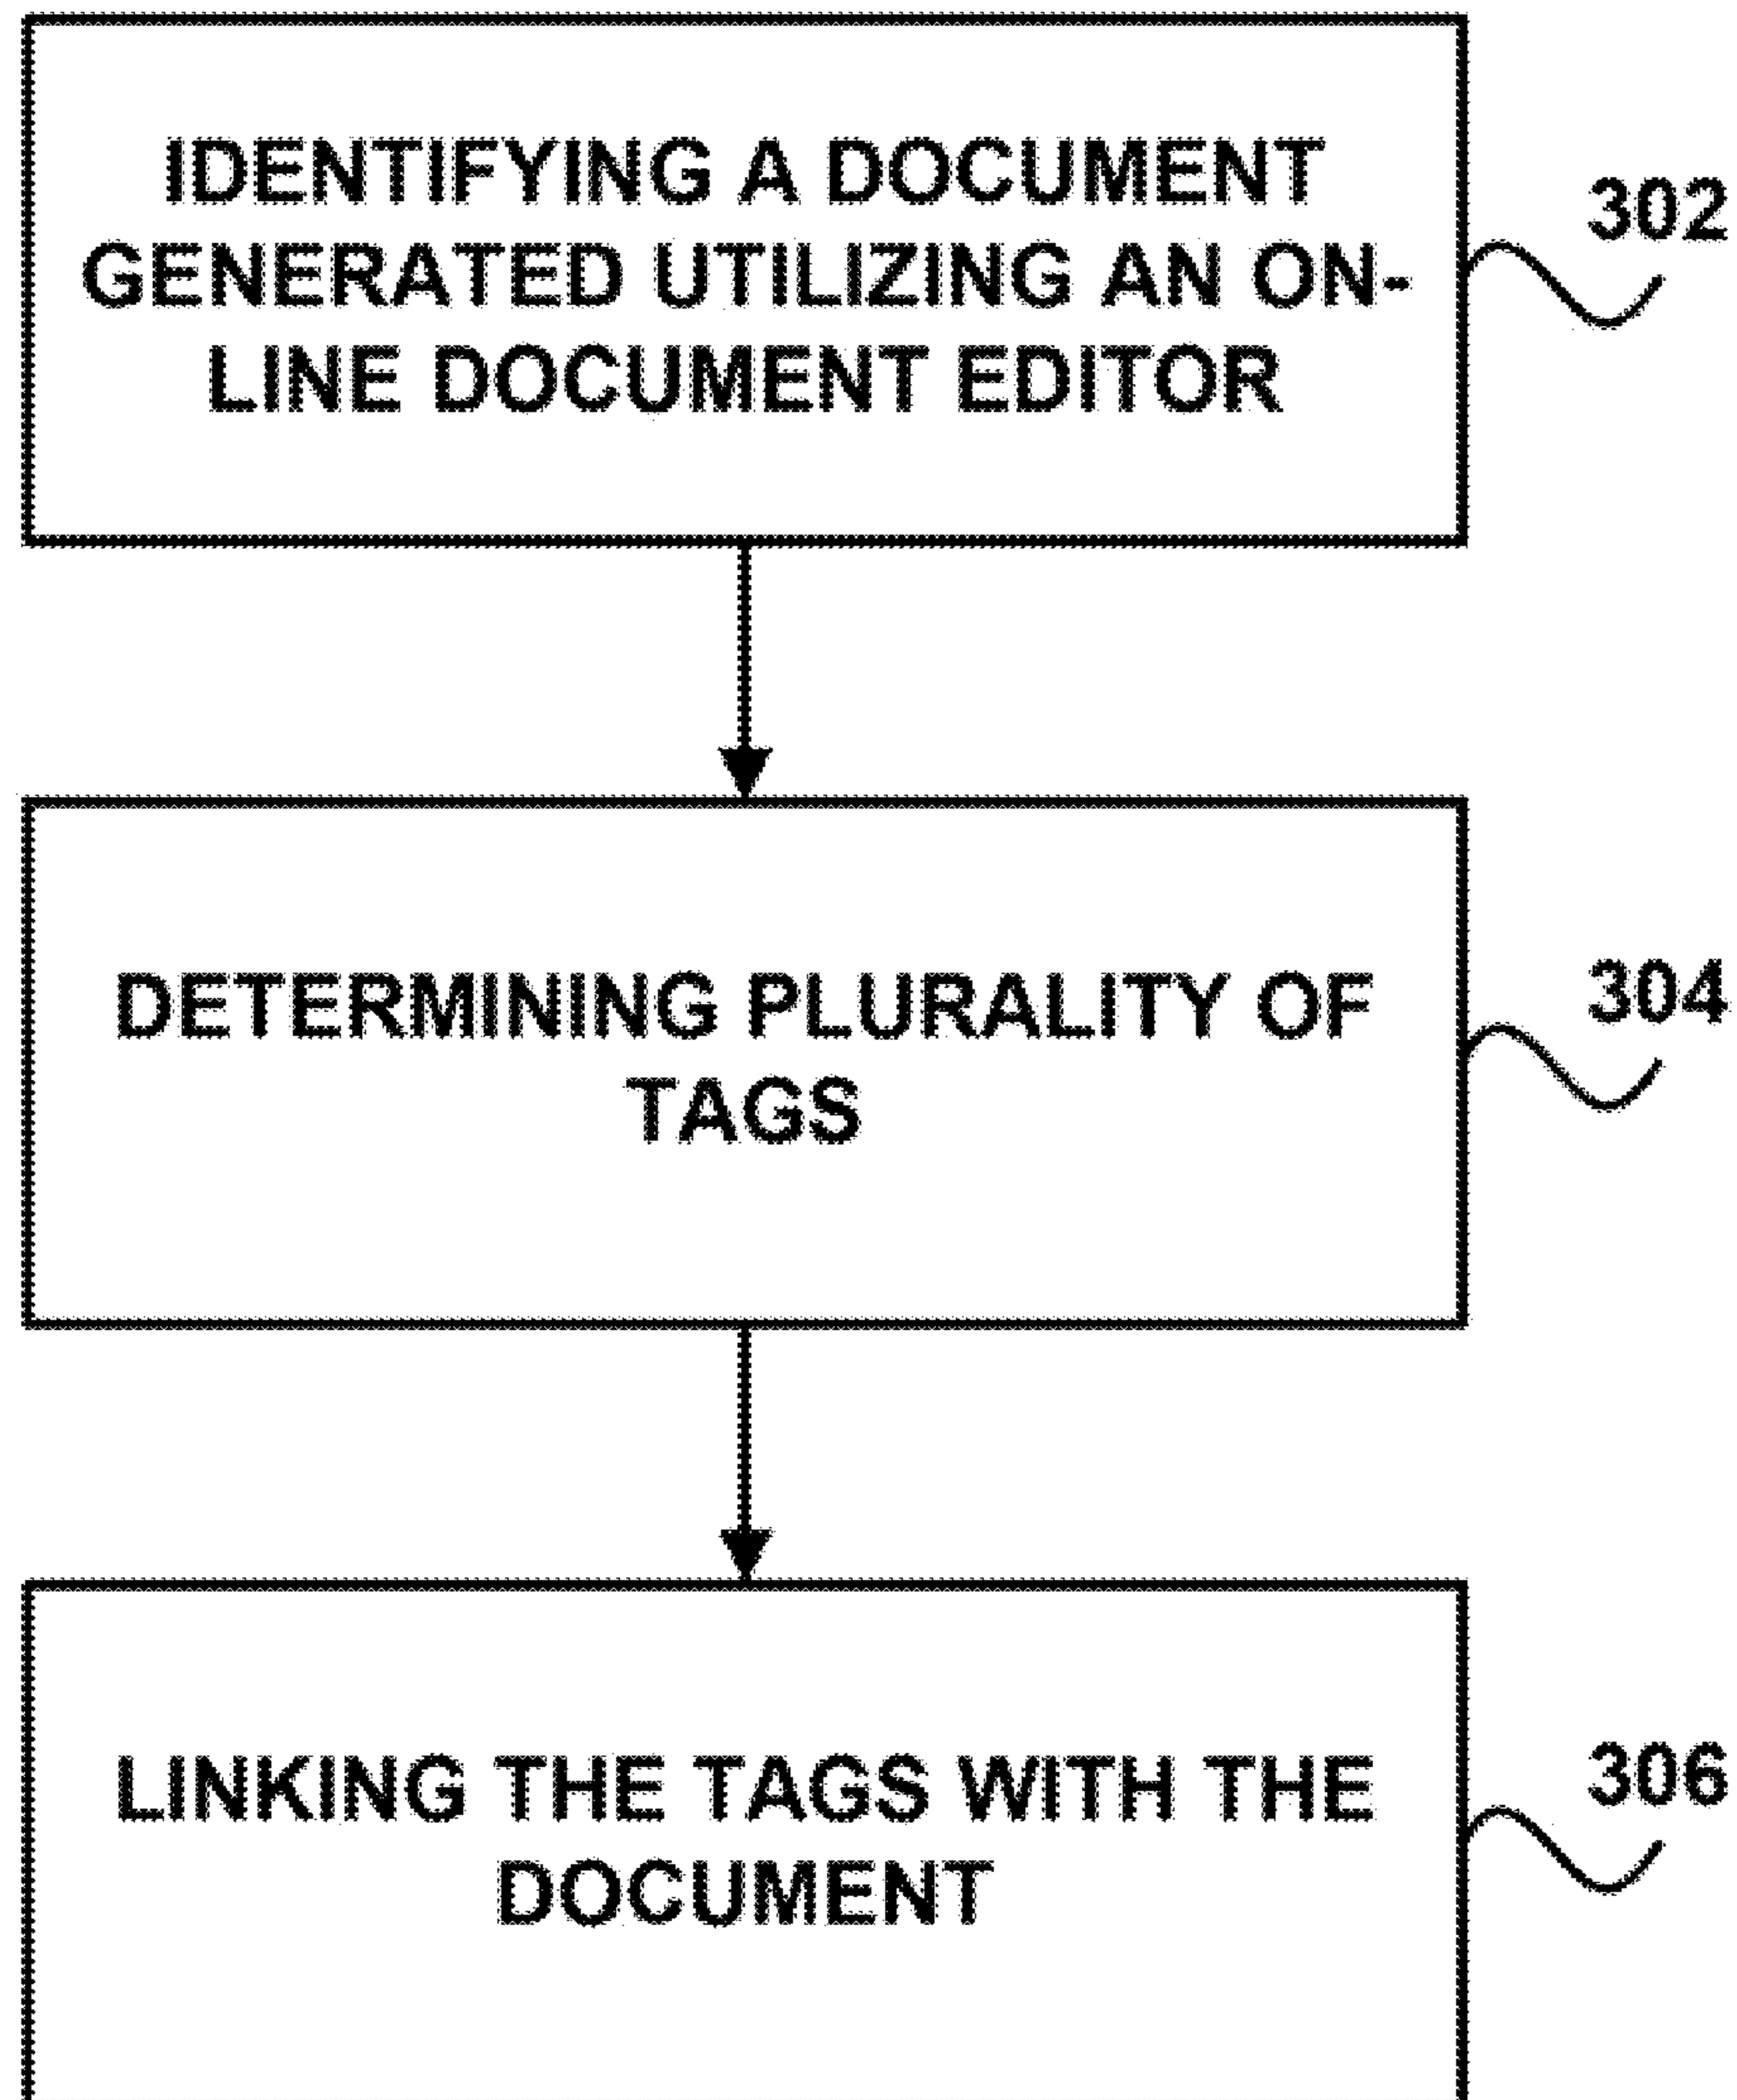 IDENTIFYING A DOCUMENT
GENERATED UTILIZING AN ON-
LINE DOCUMENT EDITOR
302
DETERMINING PLURALITY OF
TAGS
304
LINKING THE TAGS WITH THE
DOCUMENT
306